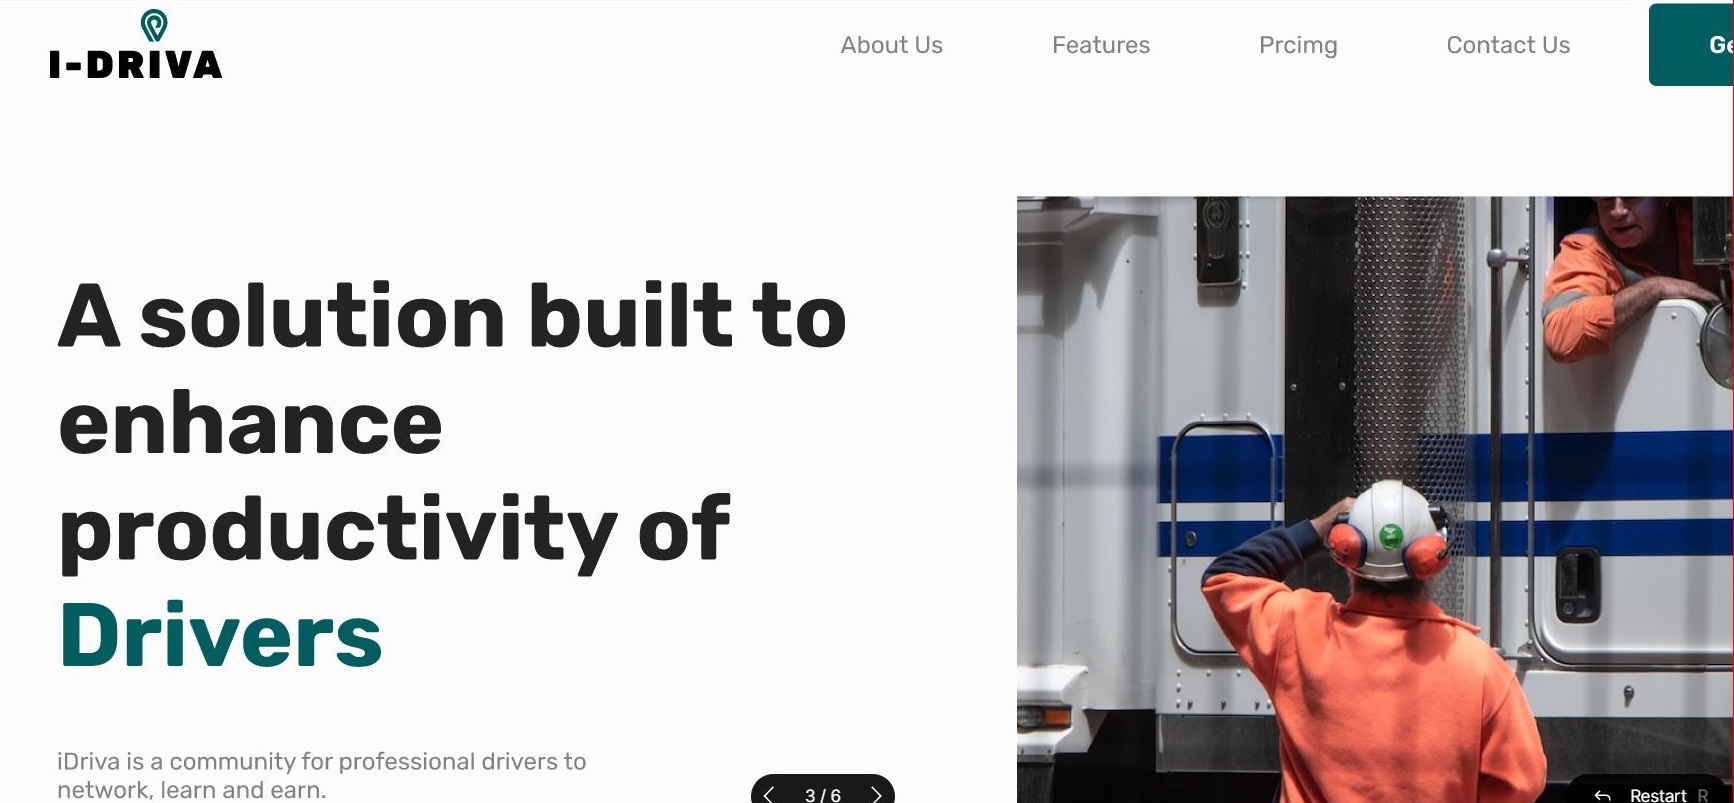 I-DRIVA
About Us
Features
Prcimg
Contact Us
Ge
A solution built to
enhance
productivity of
Drivers
iDriva is a community for professional drivers to
network, learn and earn.
3 / 6
Restart R